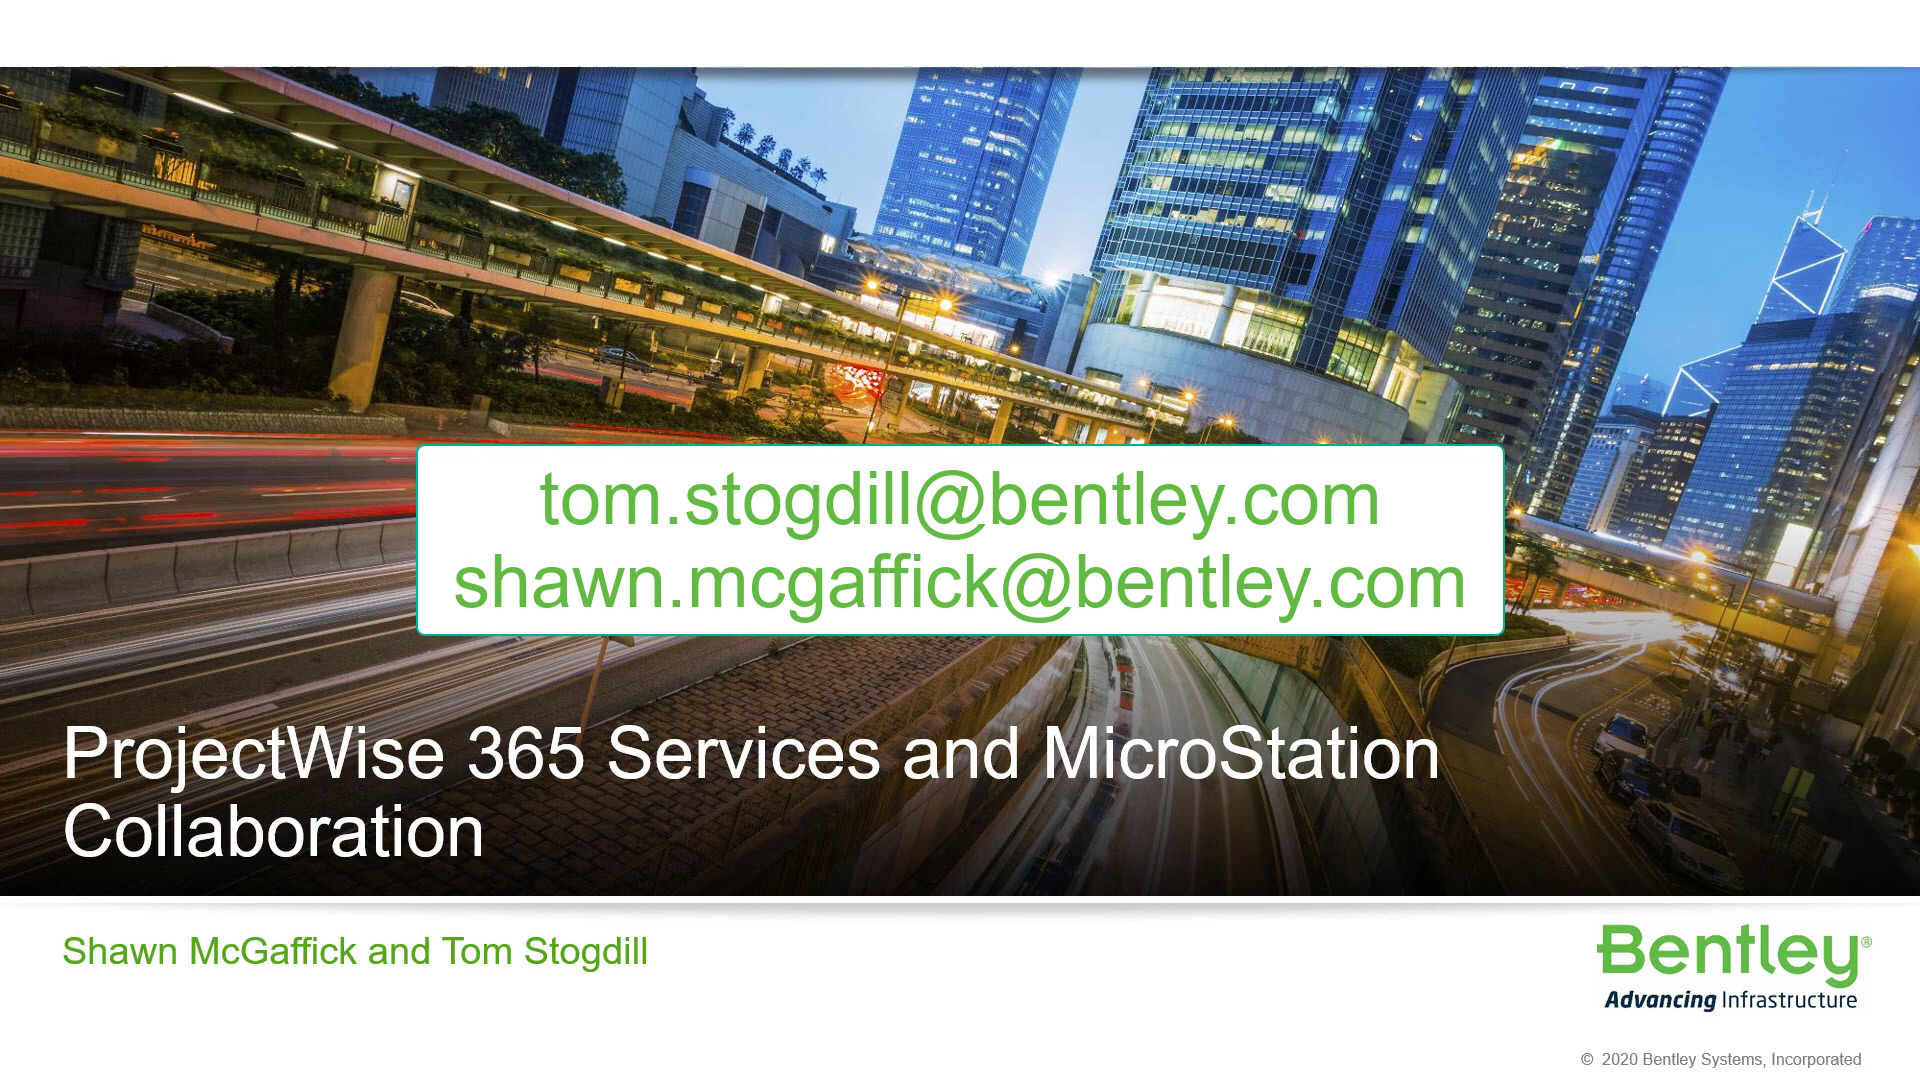 tom.stogdill@bentley.com
shawn.mcgaffick@bentley.com
ProjectWise 365 Services and MicroStation
Collaboration
Shawn McGaffick and Tom Stogdill
Bentley®
Advancing Infrastructure
© 2020 Bentley Systems, Incorporated